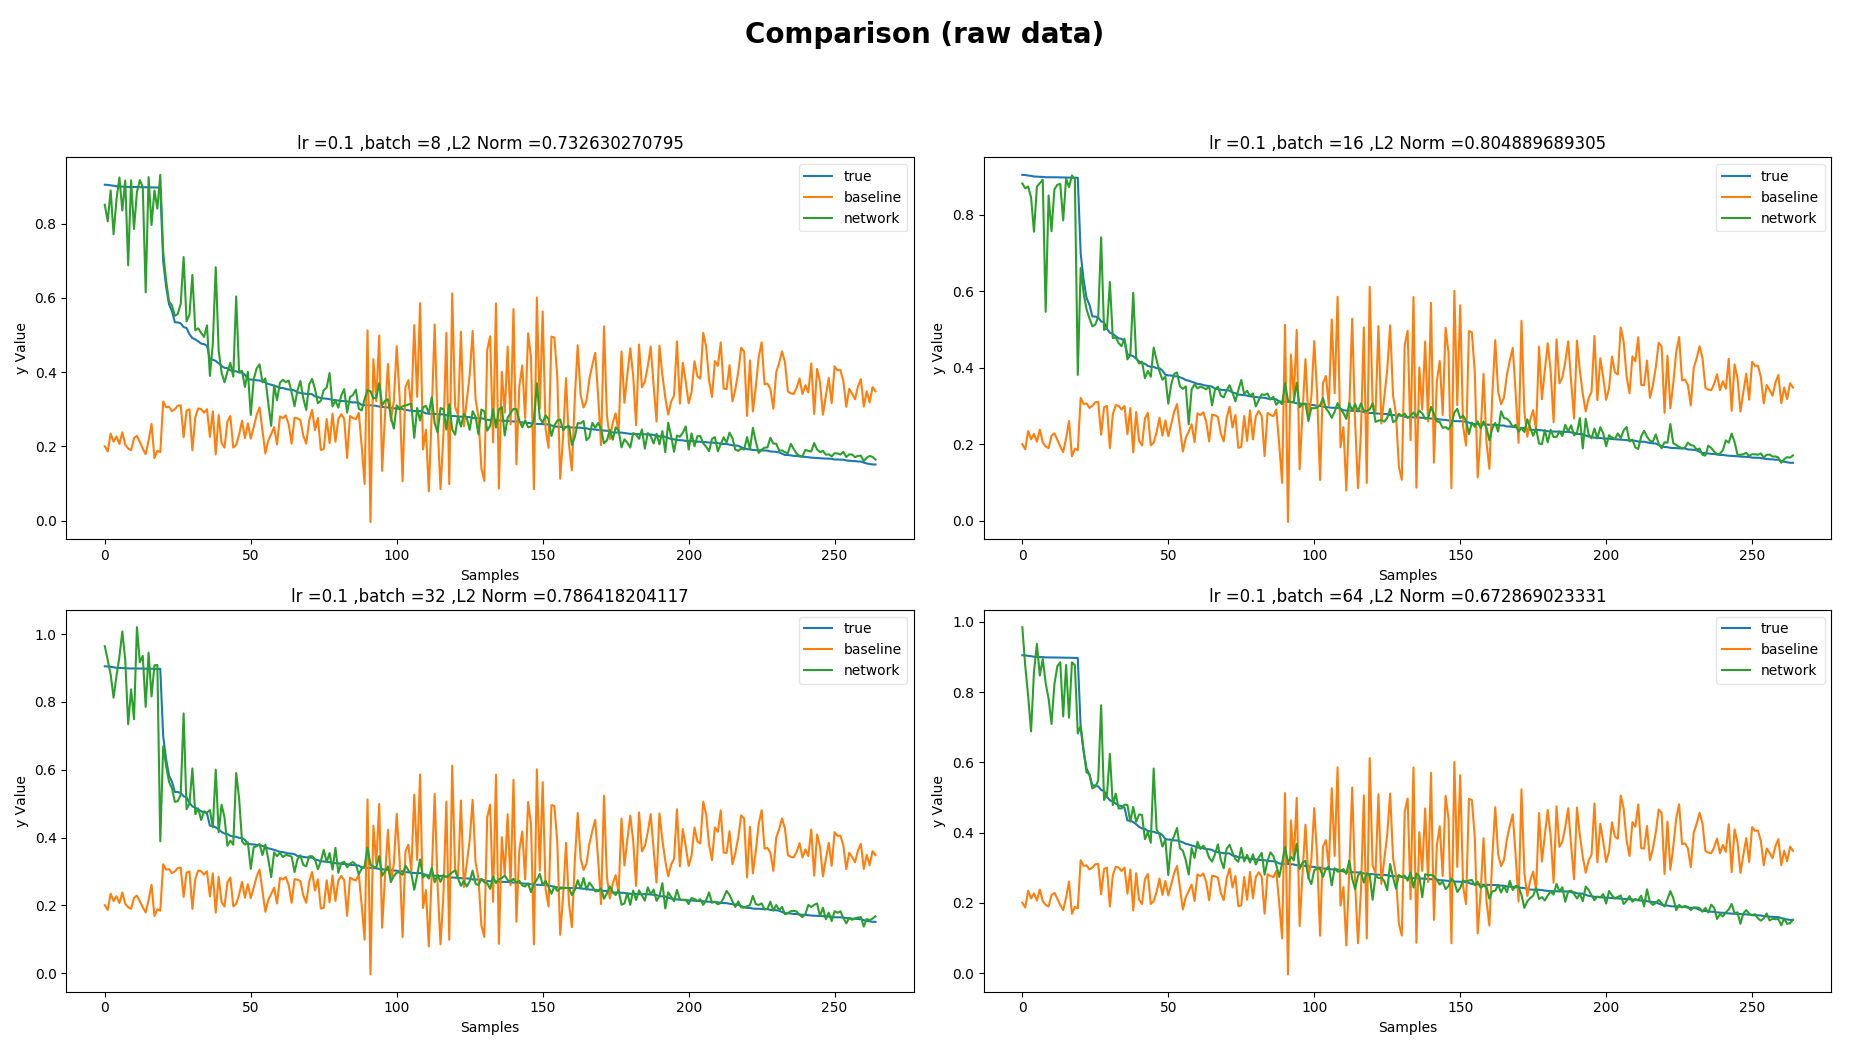 Comparison (raw data)
lr =0.1 ,batch =8 ,L2 Norm =0.732630270795
true
baseline
network
y Value
0.8
0.6
0.4
0.2
0.0
0 50 100 150 200 250
Samples
lr =0.1 ,batch =16 ,L2 Norm =0.804889689305
true
baseline
network
y Value
0.8
0.6
0.4
0.2
0.0
0 50 100 150 200 250
Samples
lr =0.1 ,batch =32 ,L2 Norm =0.786418204117
true
baseline
network
y Value
1.0
0.8
0.6
0.4
0.2
0.0
0 50 100 150 200 250
Samples
lr =0.1 ,batch =64 ,L2 Norm =0.672869023331
true
baseline
network
y Value
1.0
0.8
0.6
0.4
0.2
0.0
0 50 100 150 200 250
Samples